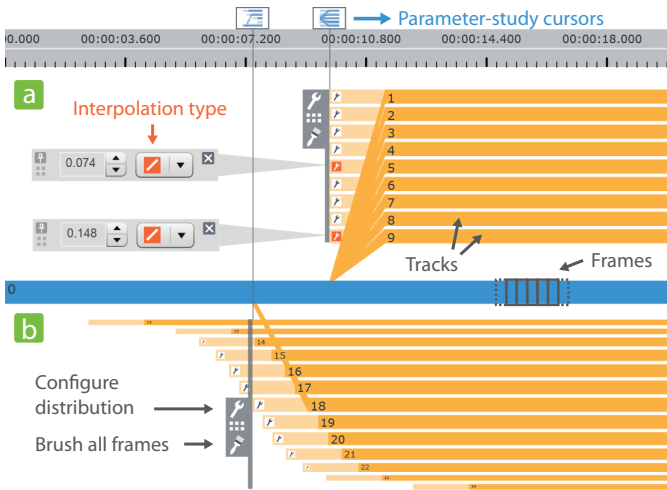 Parameter-study cursors
0.000 00:00:03.600 00:00:07.200 00:00:10.800 00:00:14.400 00:00:18.000
a
Interpolation type
0.074
0.148
1
2
3
4
5
6
7
8
9
Tracks
Frames
0
b
14
15
16
17
18
19
20
21
22
Configure
distribution
Brush all frames